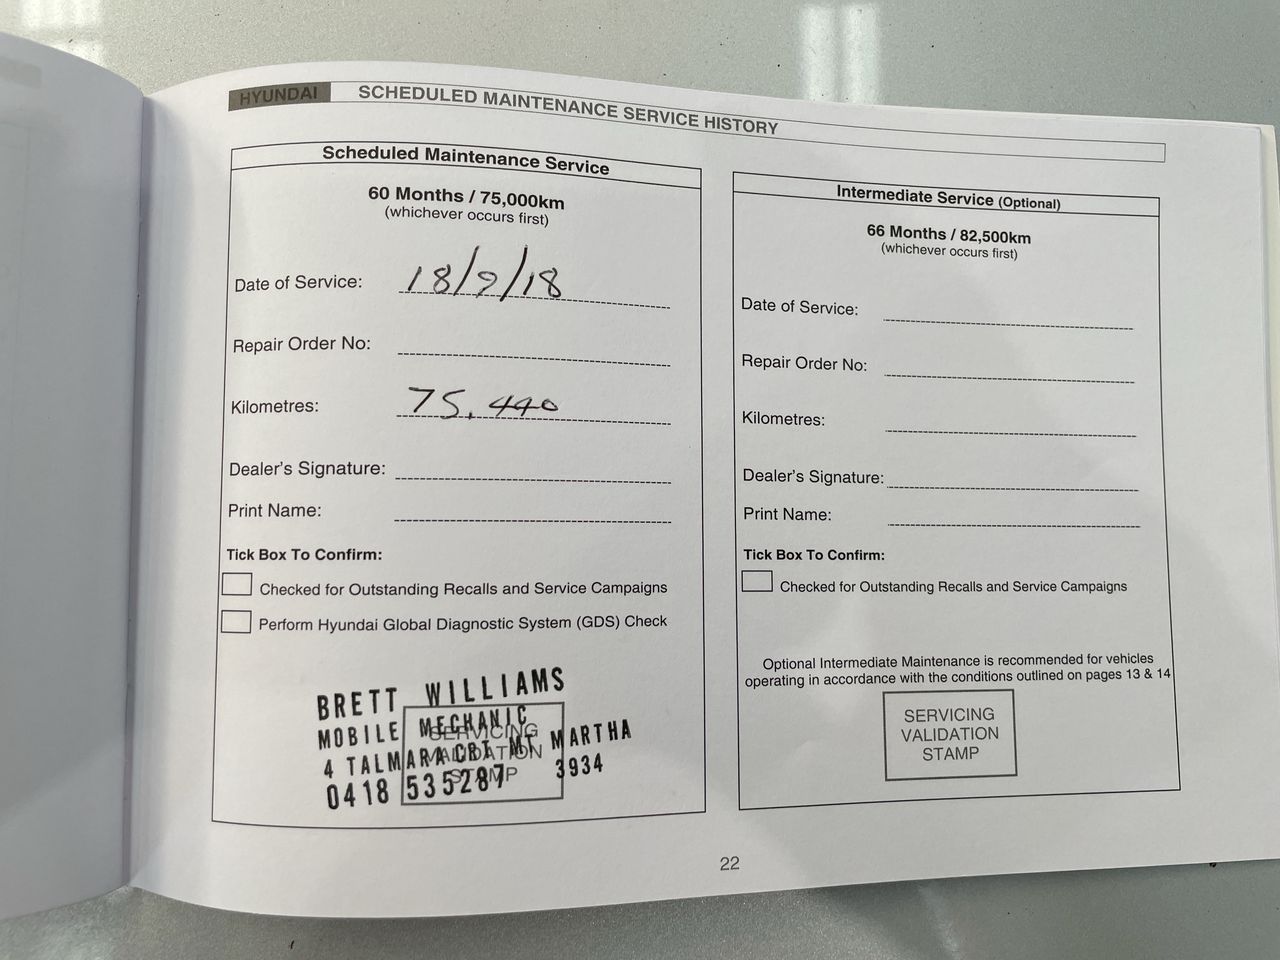 HYUNDAI SCHEDULED MAINTENANCE SERVICE HISTORY
Scheduled Maintenance Service
60 Months / 75,000km
(whichever occurs first)
Date of Service: 18/9/18
Repair Order No:
Kilometres: 75.440
Dealer's Signature:
Print Name:
Tick Box To Confirm:
Checked for Outstanding Recalls and Service Campaigns
Perform Hyundai Global Diagnostic System (GDS) Check
BRETT WILLIAMS
MOBILE MECHANIC
4 TALMARA CRT MT MARTHA
0418 535287 3934
SERVICING
VALIDATION
STAMP
Intermediate Service (Optional)
66 Months / 82,500km
(whichever occurs first)
Date of Service:
Repair Order No:
Kilometres:
Dealer's Signature:
Print Name:
Tick Box To Confirm:
Checked for Outstanding Recalls and Service Campaigns
Optional Intermediate Maintenance is recommended for vehicles
operating in accordance with the conditions outlined on pages 13 & 14
SERVICING
VALIDATION
STAMP
22